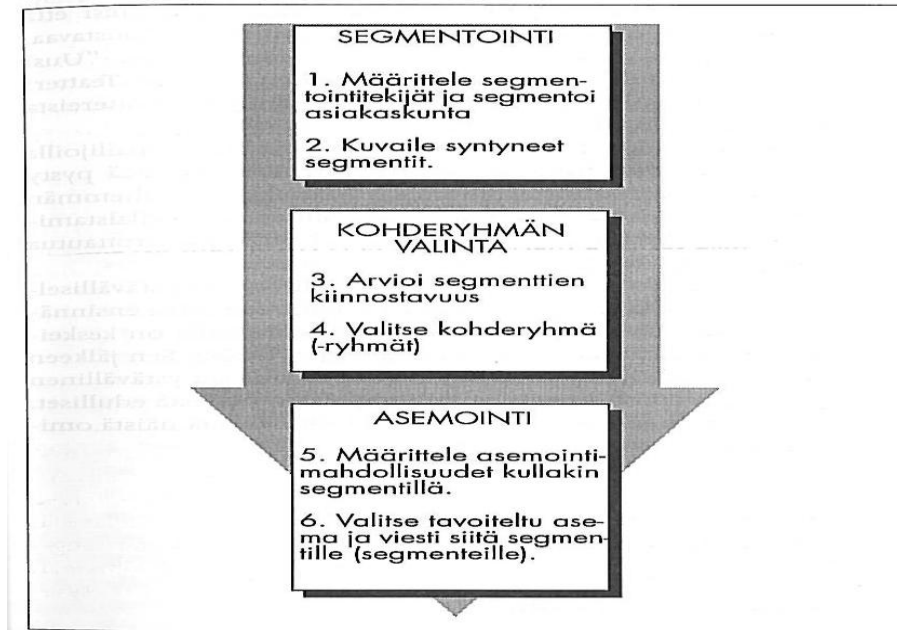 SEGMENTOINTI
1. Määrittele segmen-
tointitekijät ja segmentoi
asiakaskunta
2. Kuvaile syntyneet
segmentit.
KOHDERYHMÄN
VALINTA
3. Arvioi segmenttien
kiinnostavuus
4. Valitse kohderyhmä
(-ryhmät)
ASEMOINTI
5. Määrittele asemointi-
mahdollisuudet kullakin
segmentillä.
6. Valitse tavoiteltu ase-
ma ja viesti siitä segmen-
tille (segmenteille).